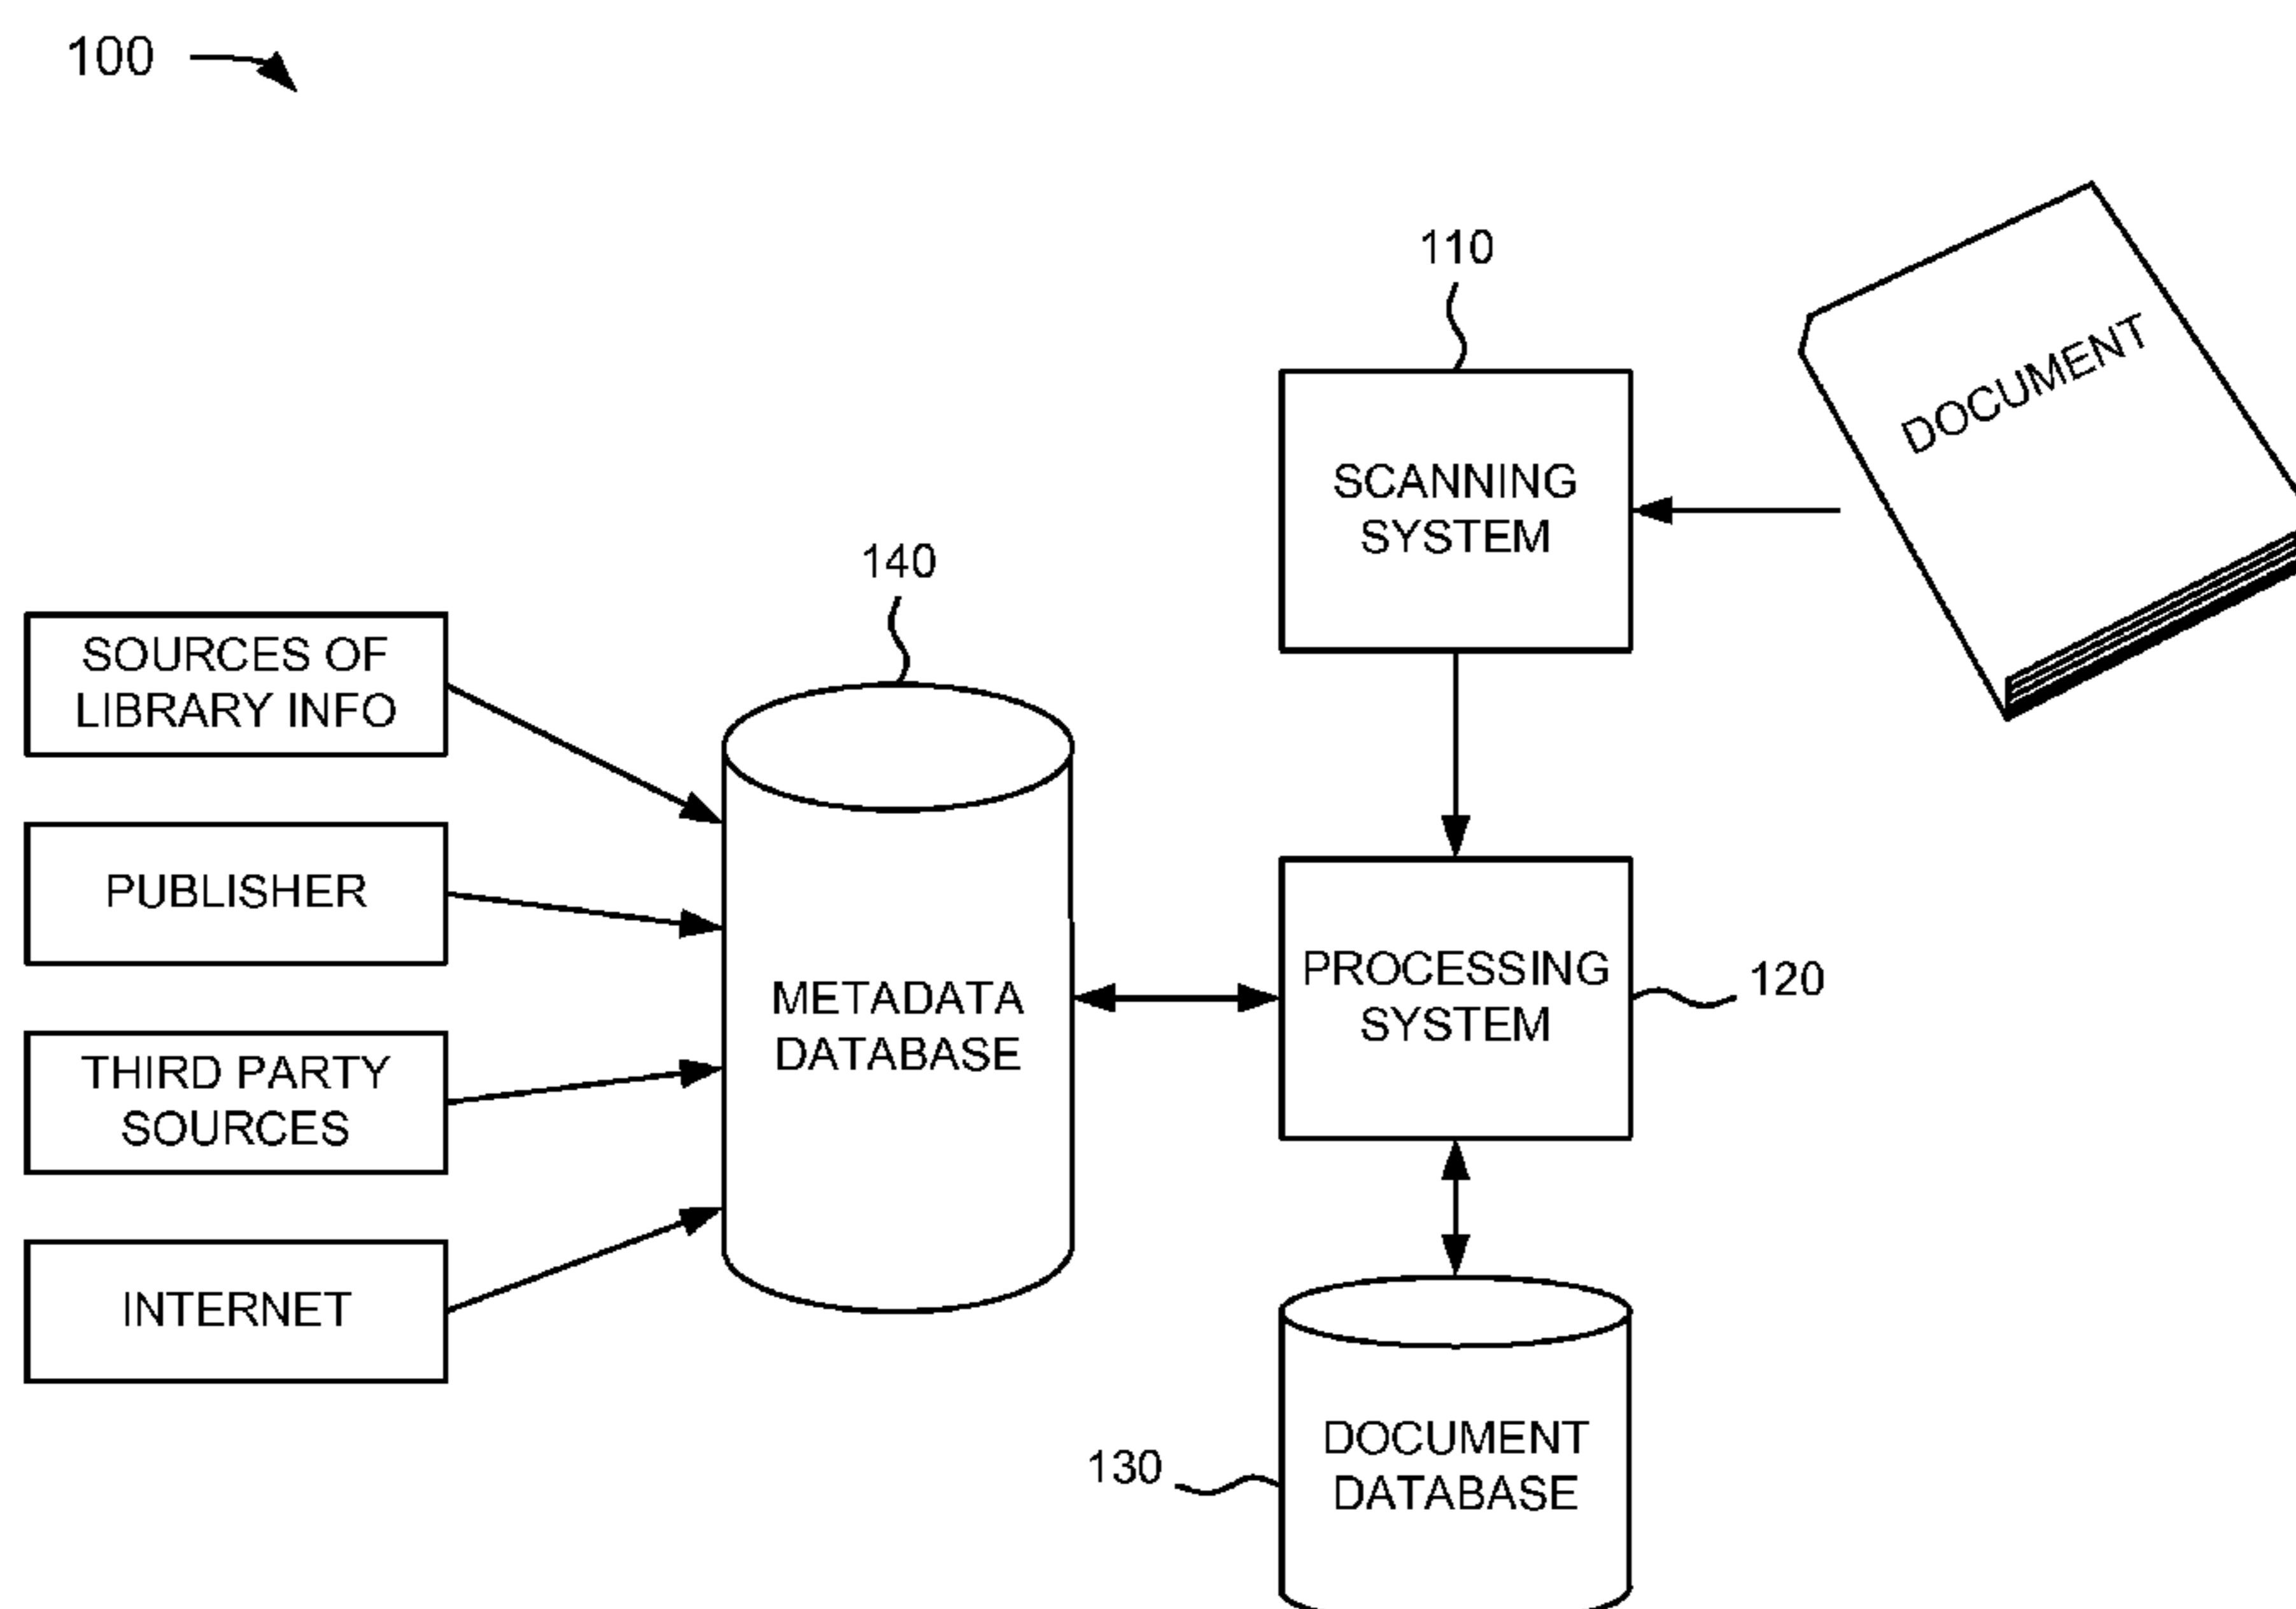 100
110
DOCUMENT
SCANNING
SYSTEM
140
SOURCES OF
LIBRARY INFO
PUBLISHER
METADATA
DATABASE
PROCESSING
SYSTEM
120
THIRD PARTY
SOURCES
INTERNET
130
DOCUMENT
DATABASE